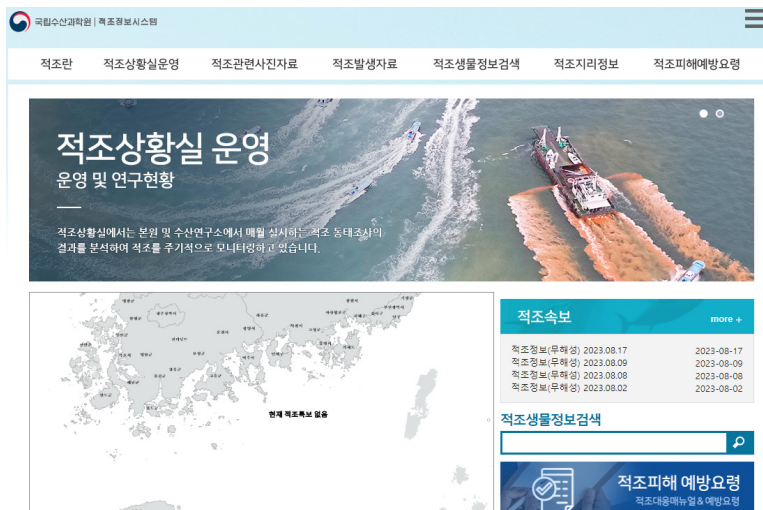 국립수산과학원 | 적조정보시스템
적조란 적조상황실운영 적조관련사진자료 적조발생자료 적조생물정보검색 적조지리정보 적조피해예방요령
적조상황실 운영
운영 및 연구현황
적조상황실에서는 본원 및 수산연구소에서 매월 실시하는 적조 동태조사의
결과를 분석하여 적조를 주기적으로 모니터링하고 있습니다.
현재 적조특보 없음
적조속보 more +
적조정보(무해성) 2023.08.17 2023-08-17
적조정보(무해성) 2023.08.09 2023-08-09
적조정보(무해성) 2023.08.08 2023-08-08
적조정보(무해성) 2023.08.02 2023-08-02
적조생물정보검색
적조피해 예방요령
적조대응매뉴얼&예방요령